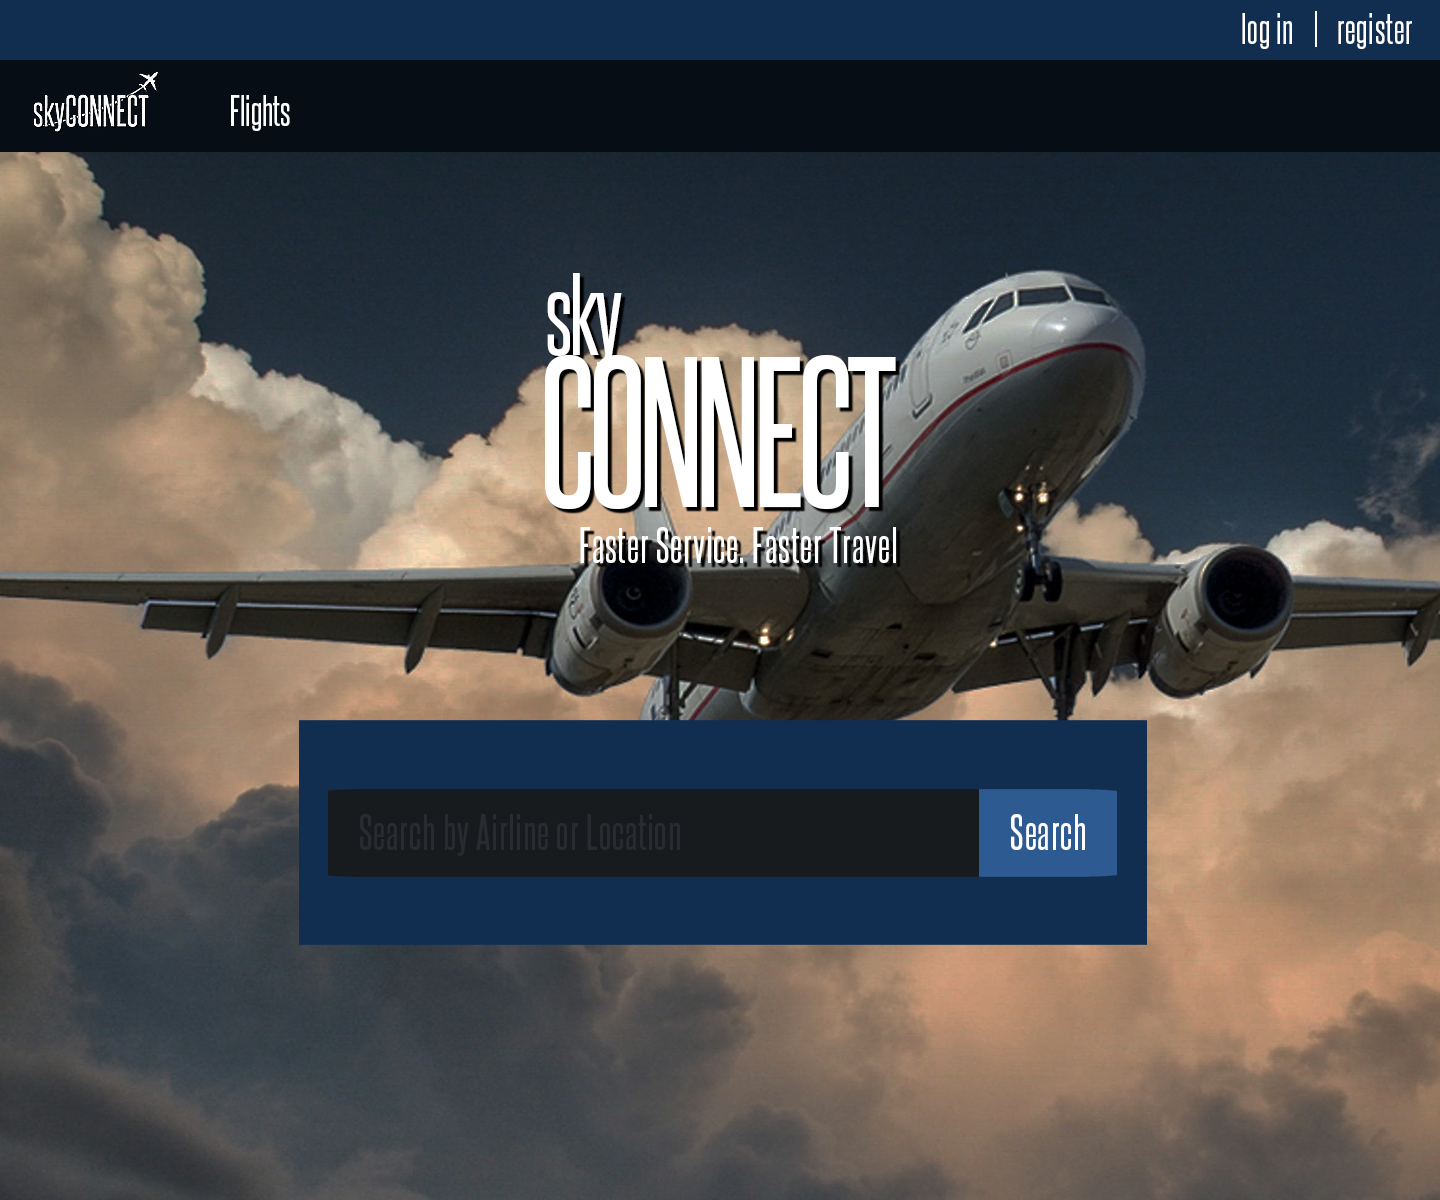 log in | register
skyCONNECT
Flights
sky
CONNECT
Faster Service. Faster Travel
Search by Airline or Location
Search